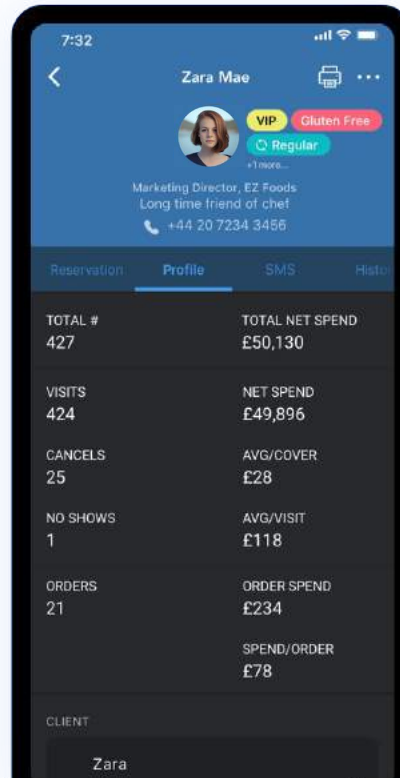 7:32
Zara Mae
VIP Gluten Free
Regular
+1 more...
Marketing Director, EZ Foods
Long time friend of chef
+44 20 7234 3456
Reservation Profile SMS Histo
TOTAL # TOTAL NET SPEND
427 £50,130
VISITS NET SPEND
424 £49,896
CANCELS AVG/COVER
25 £28
NO SHOWS AVG/VISIT
1 £118
ORDERS ORDER SPEND
21 £234
SPEND/ORDER
£78
CLIENT
Zara